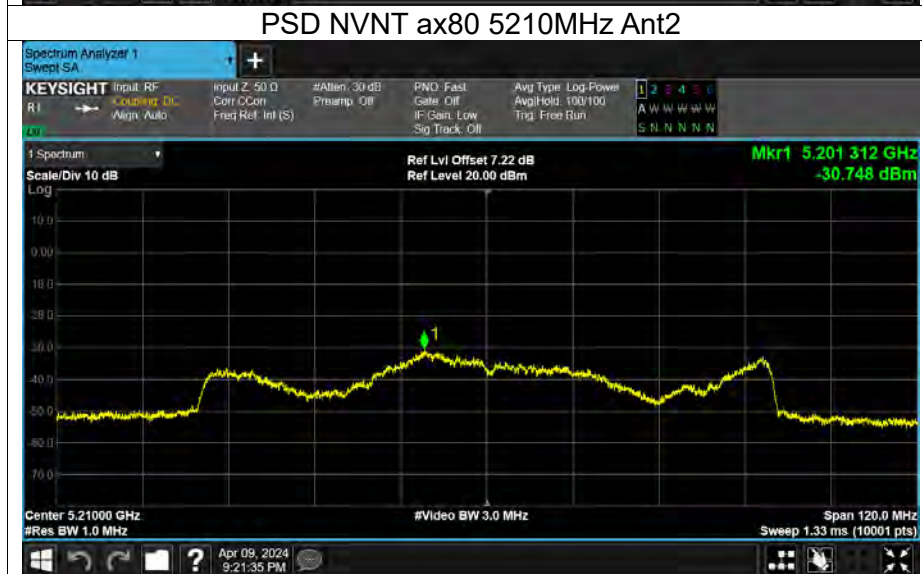 PSD NVNT ax80 5210MHz Ant2
Spectrum Analyzer 1
Swept SA
+
KEYSIGHT Input: RF Input Z: 50 Ω #Atten: 30 dB PNO: Fast Avg Type: Log-Power 1 2 3 4 5 6
RL Coupling: DC Corr CCorr Preamp: Off Gate: Off Avg|Hold: 100/100 A W W W W W
Align: Auto Freq Ref: Int (S) IF Gain: Low Trig: Free Run
Sig Track: Off S N N N N N
1 Spectrum Ref Lvl Offset 7.22 dB Mkr1 5.201 312 GHz
Scale/Div 10 dB Ref Level 20.00 dBm -30.748 dBm
Log
10.0
0.00
-10.0
-20.0
1
-30.0
-40.0
-50.0
-60.0
-70.0
Center 5.21000 GHz #Video BW 3.0 MHz Span 120.0 MHz
#Res BW 1.0 MHz Sweep 1.33 ms (10001 pts)
? Apr 09, 2024
9:21:35 PM